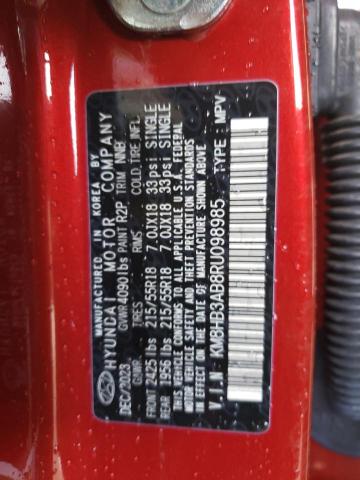 MANUFACTURED IN KOREA BY
HYUNDAI MOTOR COMPANY
DEC/2023 GVWR 4090lbs PAINT R2P TRIM NNB
GAWR TIRES RIMS COLD TIRE INFL.
FRONT 2425 lbs 215/55R18 7.0JX18 33psi SINGLE
REAR 1956 lbs 215/55R18 7.0JX18 33psi SINGLE
THIS VEHICLE CONFORMS TO ALL APPLICABLE U.S.A. FEDERAL
MOTOR VEHICLE SAFETY AND THEFT PREVENTION STANDARDS
IN EFFECT ON THE DATE OF MANUFACTURE SHOWN ABOVE.
V.I.N: KM8HB3AB8RU098985 TYPE: MPV